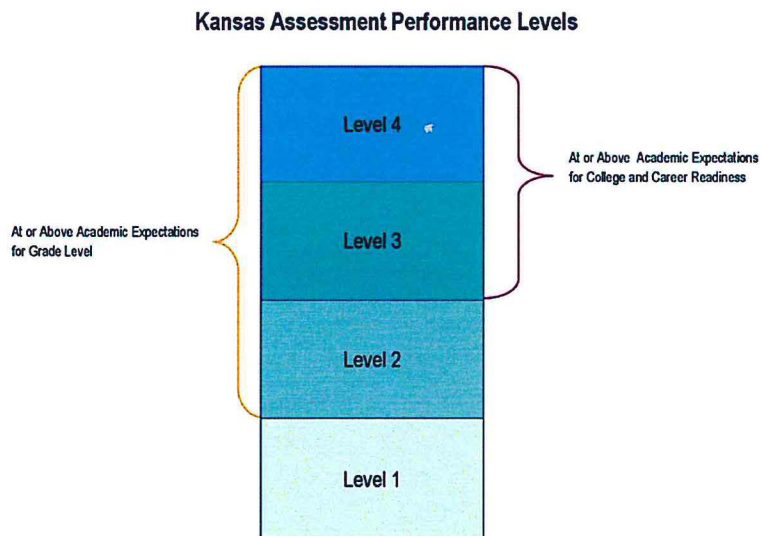 Kansas Assessment Performance Levels
Level 4
At or Above Academic Expectations
for College and Career Readiness
Level 3
At or Above Academic Expectations
for Grade Level
Level 2
Level 1